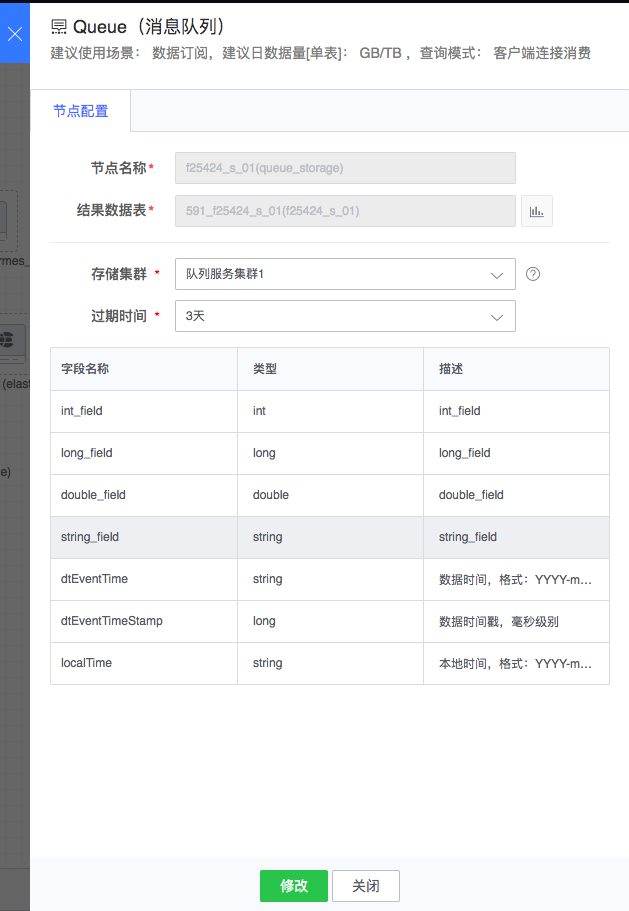 Queue（消息队列）
建议使用场景： 数据订阅，建议日数据量[单表]： GB/TB ，查询模式： 客户端连接消费
节点配置
节点名称*
f25424_s_01(queue_storage)
结果数据表*
591_f25424_s_01(f25424_s_01)
rmes_
存储集群 *
队列服务集群1
过期时间 *
3天
(elast
e)
字段名称 类型 描述
int_field int int_field
long_field long long_field
double_field double double_field
string_field string string_field
dtEventTime string 数据时间，格式：YYYY-m...
dtEventTimeStamp long 数据时间戳，毫秒级别
localTime string 本地时间，格式：YYYY-m...
修改 关闭